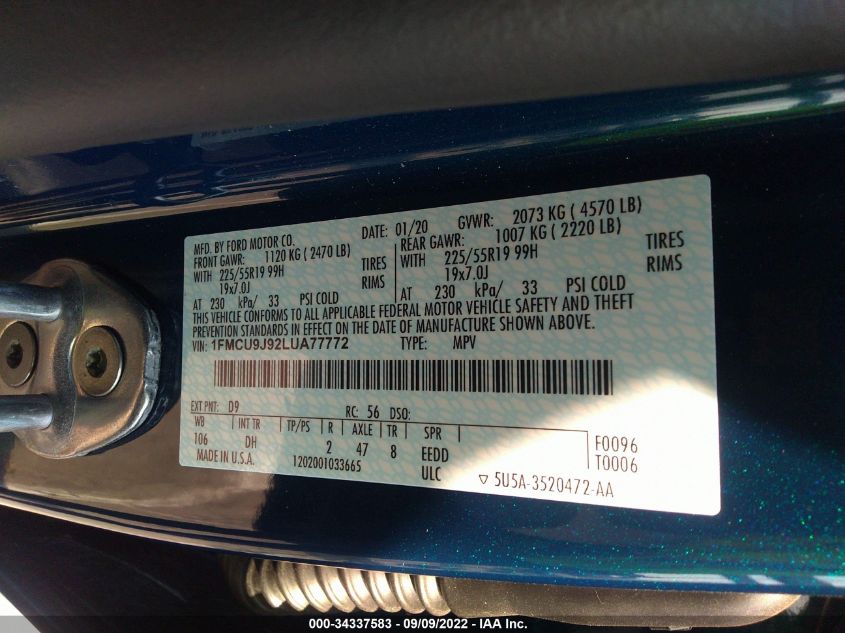 MFD. BY FORD MOTOR CO.
DATE: 01/20 GVWR: 2073 KG ( 4570 LB)
FRONT GAWR: 1120 KG ( 2470 LB)
REAR GAWR: 1007 KG ( 2220 LB)
WITH 225/55R19 99H TIRES
WITH 225/55R19 99H TIRES
19x7.0J RIMS
19x7.0J RIMS
AT 230 kPa/ 33 PSI COLD
AT 230 kPa/ 33 PSI COLD
THIS VEHICLE CONFORMS TO ALL APPLICABLE FEDERAL MOTOR VEHICLE SAFETY AND THEFT
PREVENTION STANDARDS IN EFFECT ON THE DATE OF MANUFACTURE SHOWN ABOVE.
VIN: 1FMCU9J92LUA77772 TYPE: MPV
EXT PNT: D9 RC: 56 DSO:
WB INT TR TP/PS R AXLE TR SPR
106 DH 2 47 8 EEDD
F0096
T0006
MADE IN U.S.A. 1202001033665 ULC
▽ 5U5A-3520472-AA
000-34337583 - 09/09/2022 - IAA Inc.